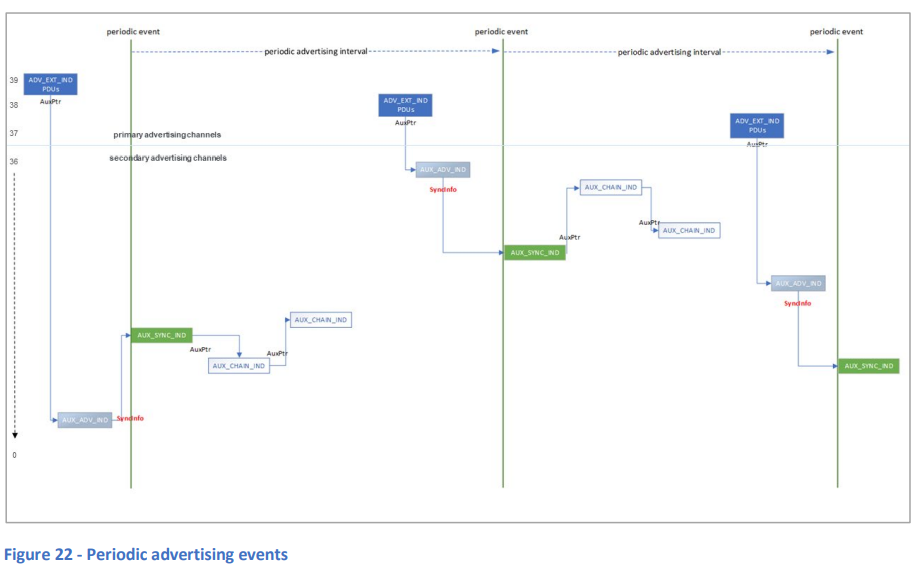 periodic event
periodic event
periodic event
periodic advertising interval
periodic advertising interval
39
ADV_EXT_IND
PDUs
AuxPtr
38
ADV_EXT_IND
PDUs
AuxPtr
ADV_EXT_IND
PDUs
AuxPtr
37
primary advertising channels
secondary advertising channels
36
AUX_ADV_IND
SyncInfo
AUX_CHAIN_IND
AuxPtr
AUX_CHAIN_IND
AuxPtr
AUX_SYNC_IND
AUX_ADV_IND
SyncInfo
AUX_CHAIN_IND
AUX_SYNC_IND
AuxPtr
AuxPtr
AUX_CHAIN_IND
AUX_SYNC_IND
AUX_ADV_IND
SyncInfo
0
Figure 22 - Periodic advertising events